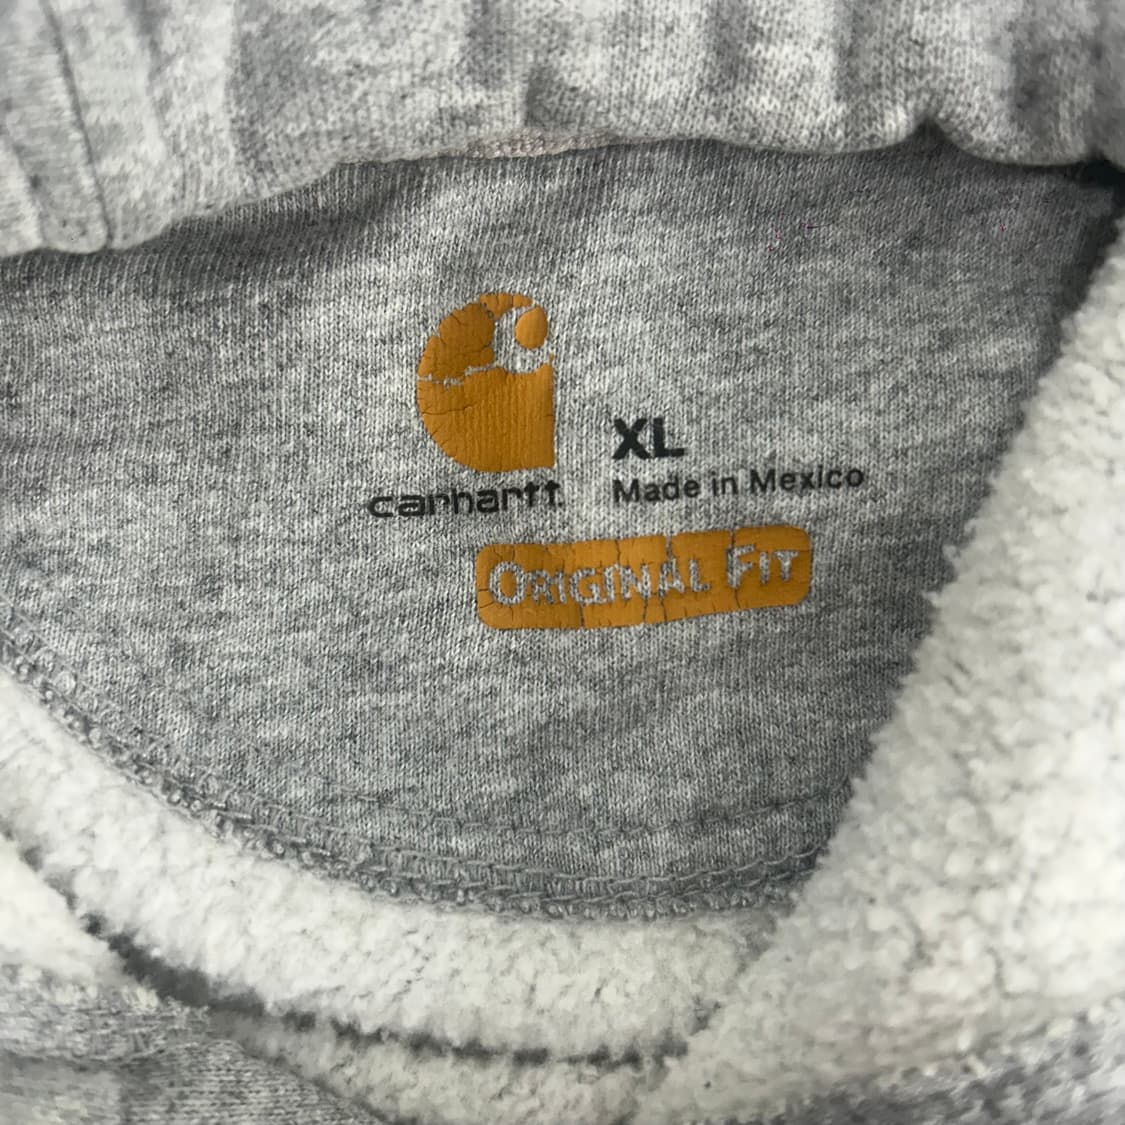 carhartt.
XL
Made in Mexico
ORIGINAL FIT